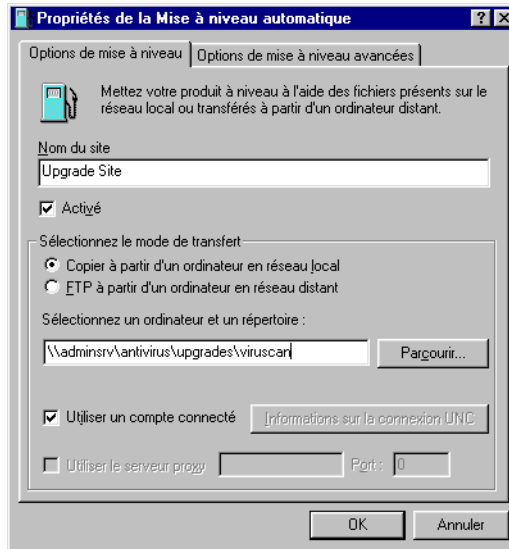 Propriétés de la Mise à niveau automatique
Options de mise à niveau
Options de mise à niveau avancées
Mettez votre produit à niveau à l'aide des fichiers présents sur le
réseau local ou transférés à partir d'un ordinateur distant.
Nom du site
Upgrade Site
Activé
Sélectionnez le mode de transfert
Copier à partir d'un ordinateur en réseau local
FTP à partir d'un ordinateur en réseau distant
Sélectionnez un ordinateur et un répertoire :
\\adminsrv\antivirus\upgrades\viruscan
Parcourir...
Utiliser un compte connecté
Informations sur la connexion UNC
Utiliser le serveur proxy
Port :
0
OK
Annuler